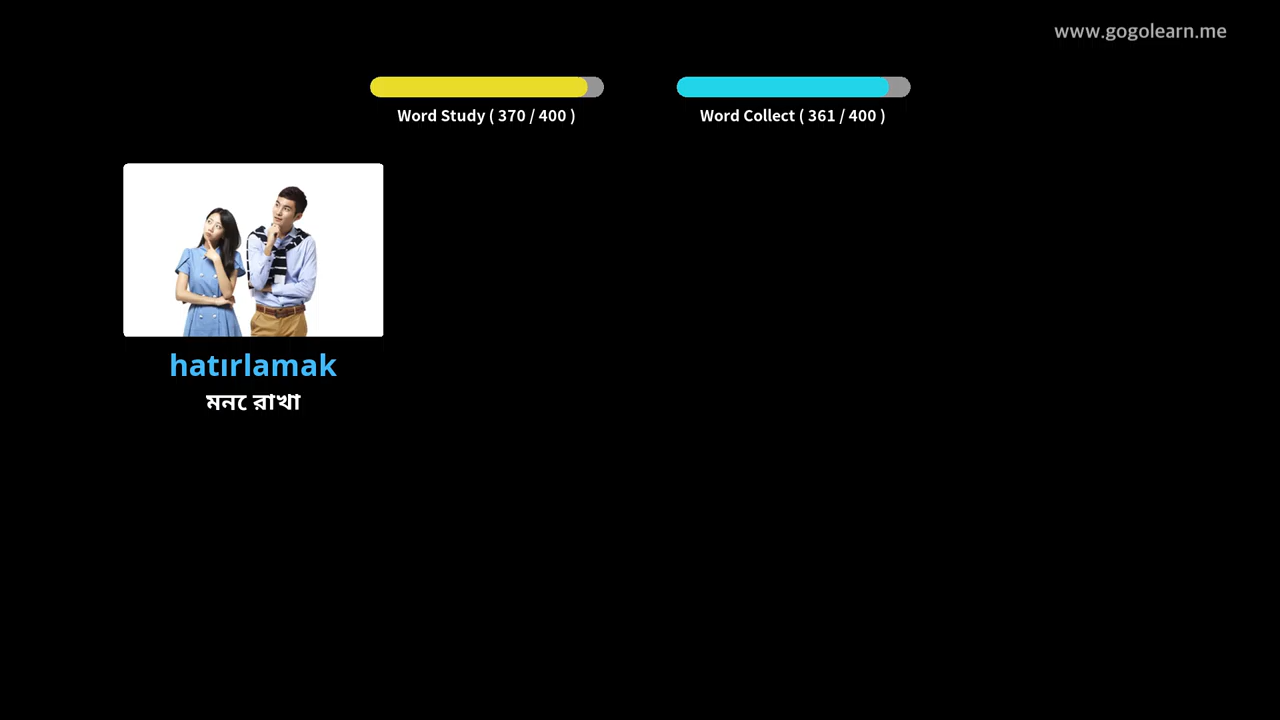 www.gogolearn.me
Word Study ( 370 / 400 )
Word Collect ( 361 / 400 )
hatırlamak
মনে রাখা